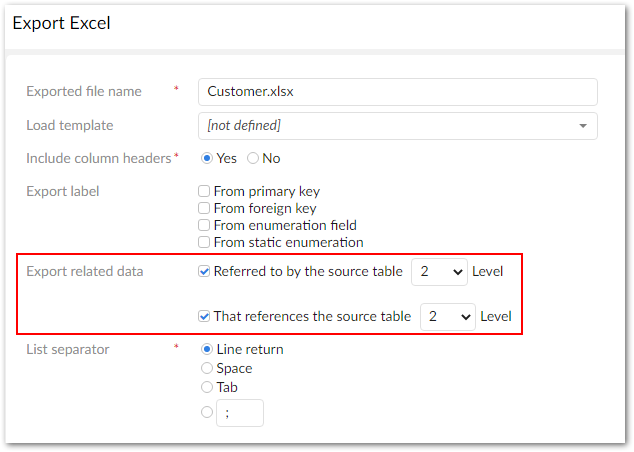 Export Excel
Exported file name * Customer.xlsx
Load template [not defined]
Include column headers * Yes No
Export label From primary key
From foreign key
From enumeration field
From static enumeration
Export related data Referred to by the source table 2 Level
That references the source table 2 Level
List separator * Line return
Space
Tab
;